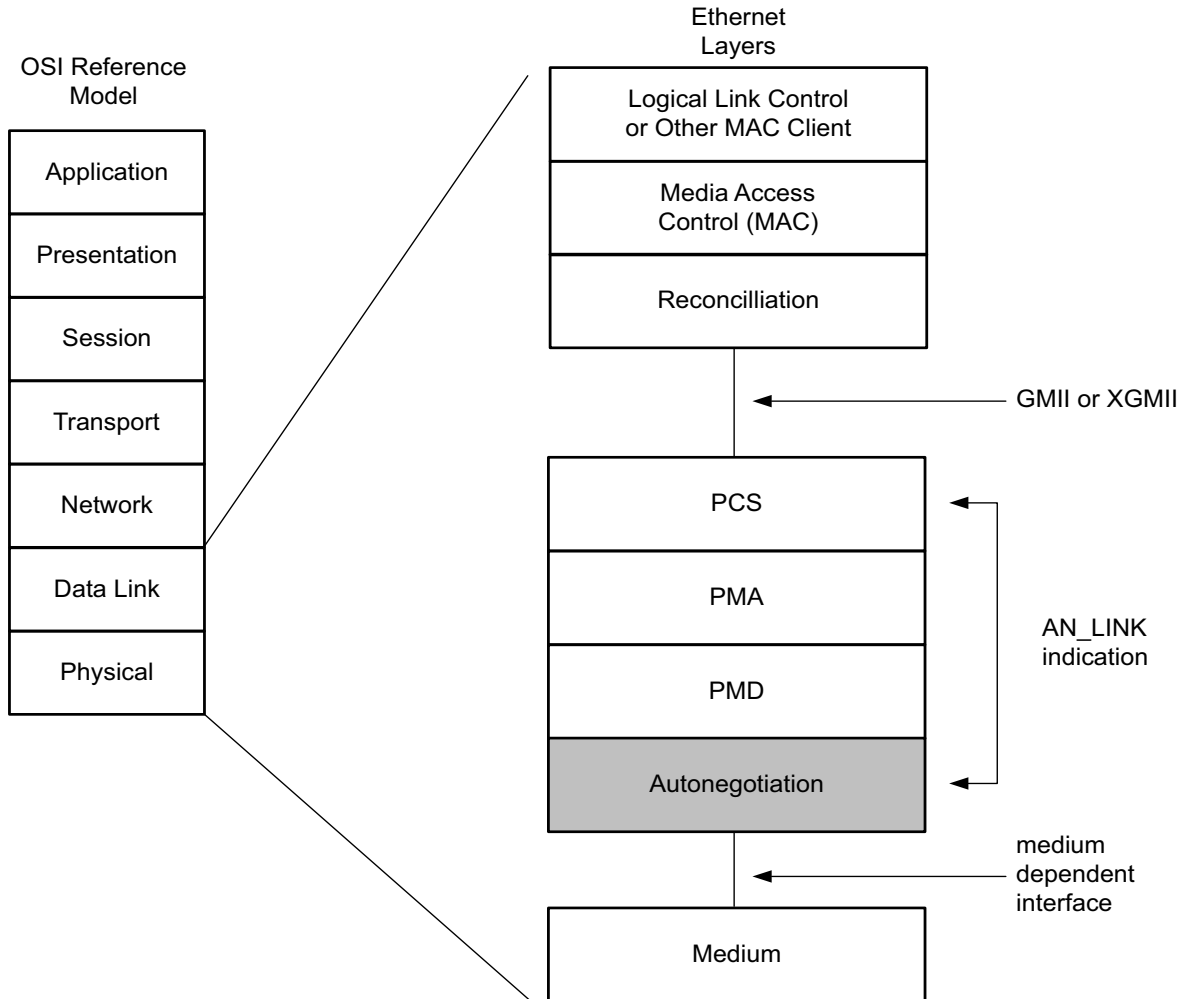 OSI Reference
Model
Application
Presentation
Session
Transport
Network
Data Link
Physical
Ethernet
Layers
Logical Link Control
or Other MAC Client
Media Access
Control (MAC)
Reconcilliation
GMII or XGMII
PCS
PMA
PMD
Autonegotiation
AN_LINK
indication
medium
dependent
interface
Medium